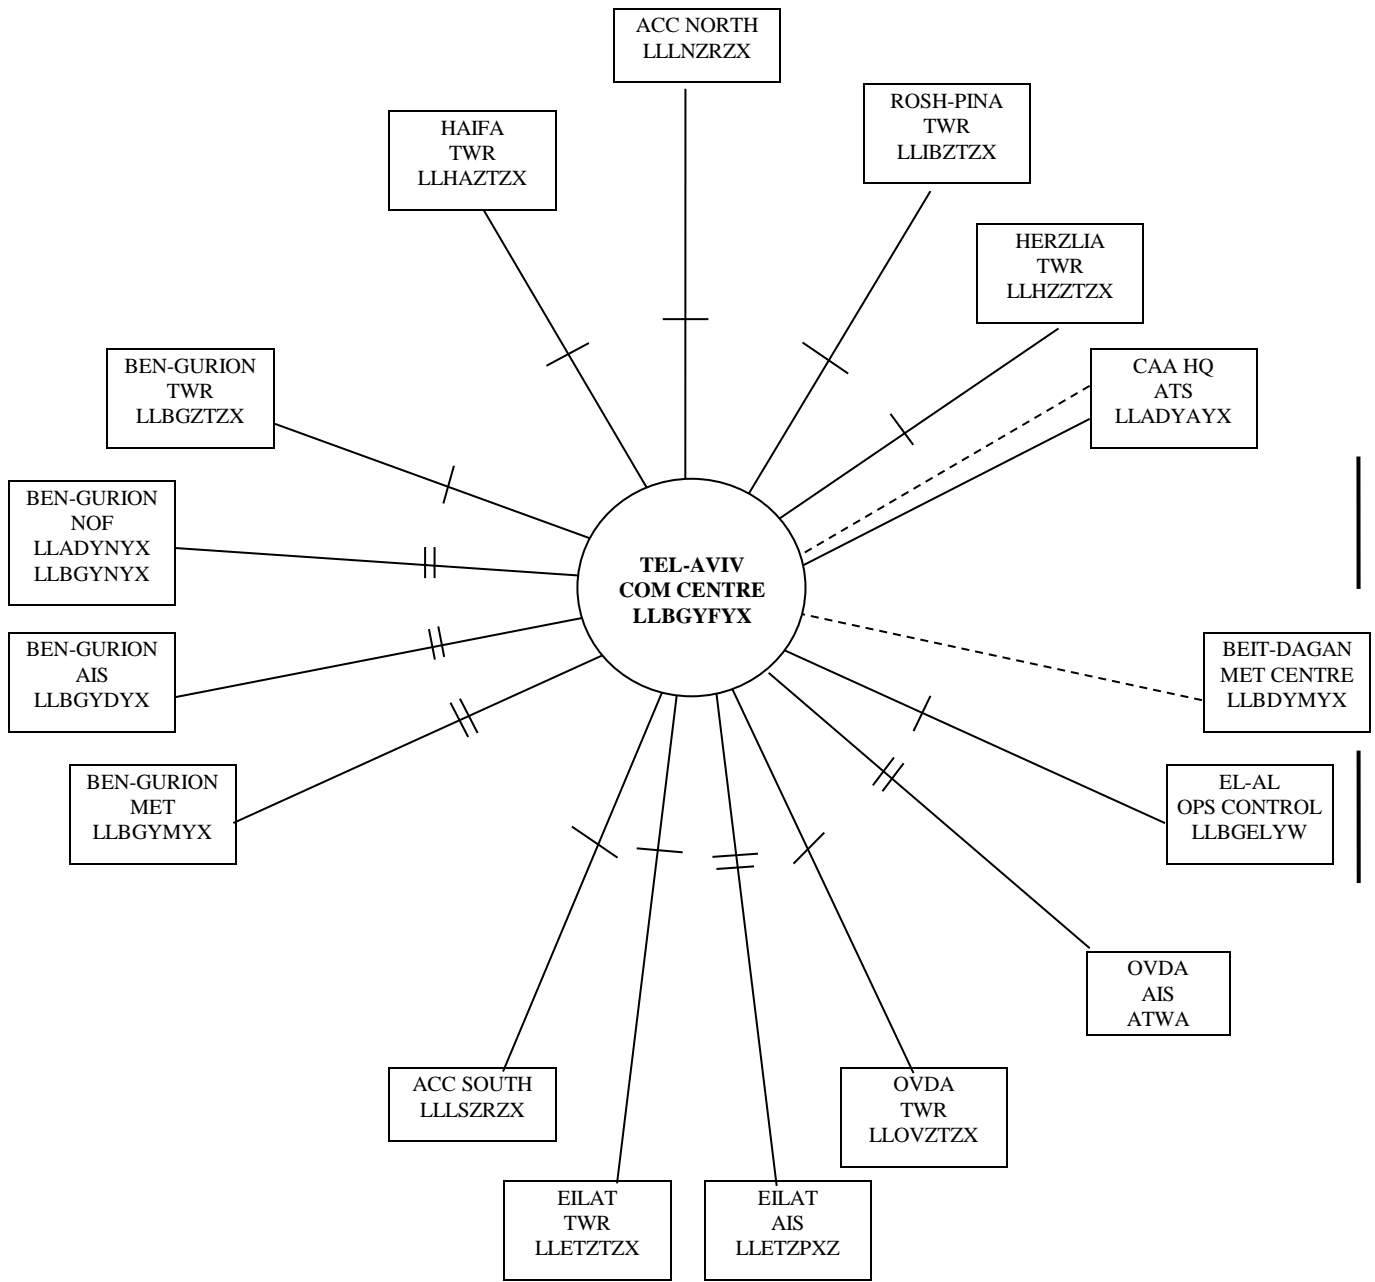 ACC NORTH
LLLNZRZX
ROSH-PINA
TWR
LLIBZTZX
HAIFA
TWR
LLHAZTZX
HERZLIA
TWR
LLHZZTZX
BEN-GURION
TWR
LLBGZTZX
CAA HQ
ATS
LLADYAYX
BEN-GURION
NOF
LLADYNYX
LLBGYNYX
TEL-AVIV
COM CENTRE
LLBGYFYX
BEN-GURION
AIS
LLBGYDYX
BEIT-DAGAN
MET CENTRE
LLBDYMYX
BEN-GURION
MET
LLBGYMYX
EL-AL
OPS CONTROL
LLBGELYW
OVDA
AIS
ATWA
ACC SOUTH
LLLSZRZX
OVDA
TWR
LLOVZTZX
EILAT
TWR
LLETZTZX
EILAT
AIS
LLETZPXZ